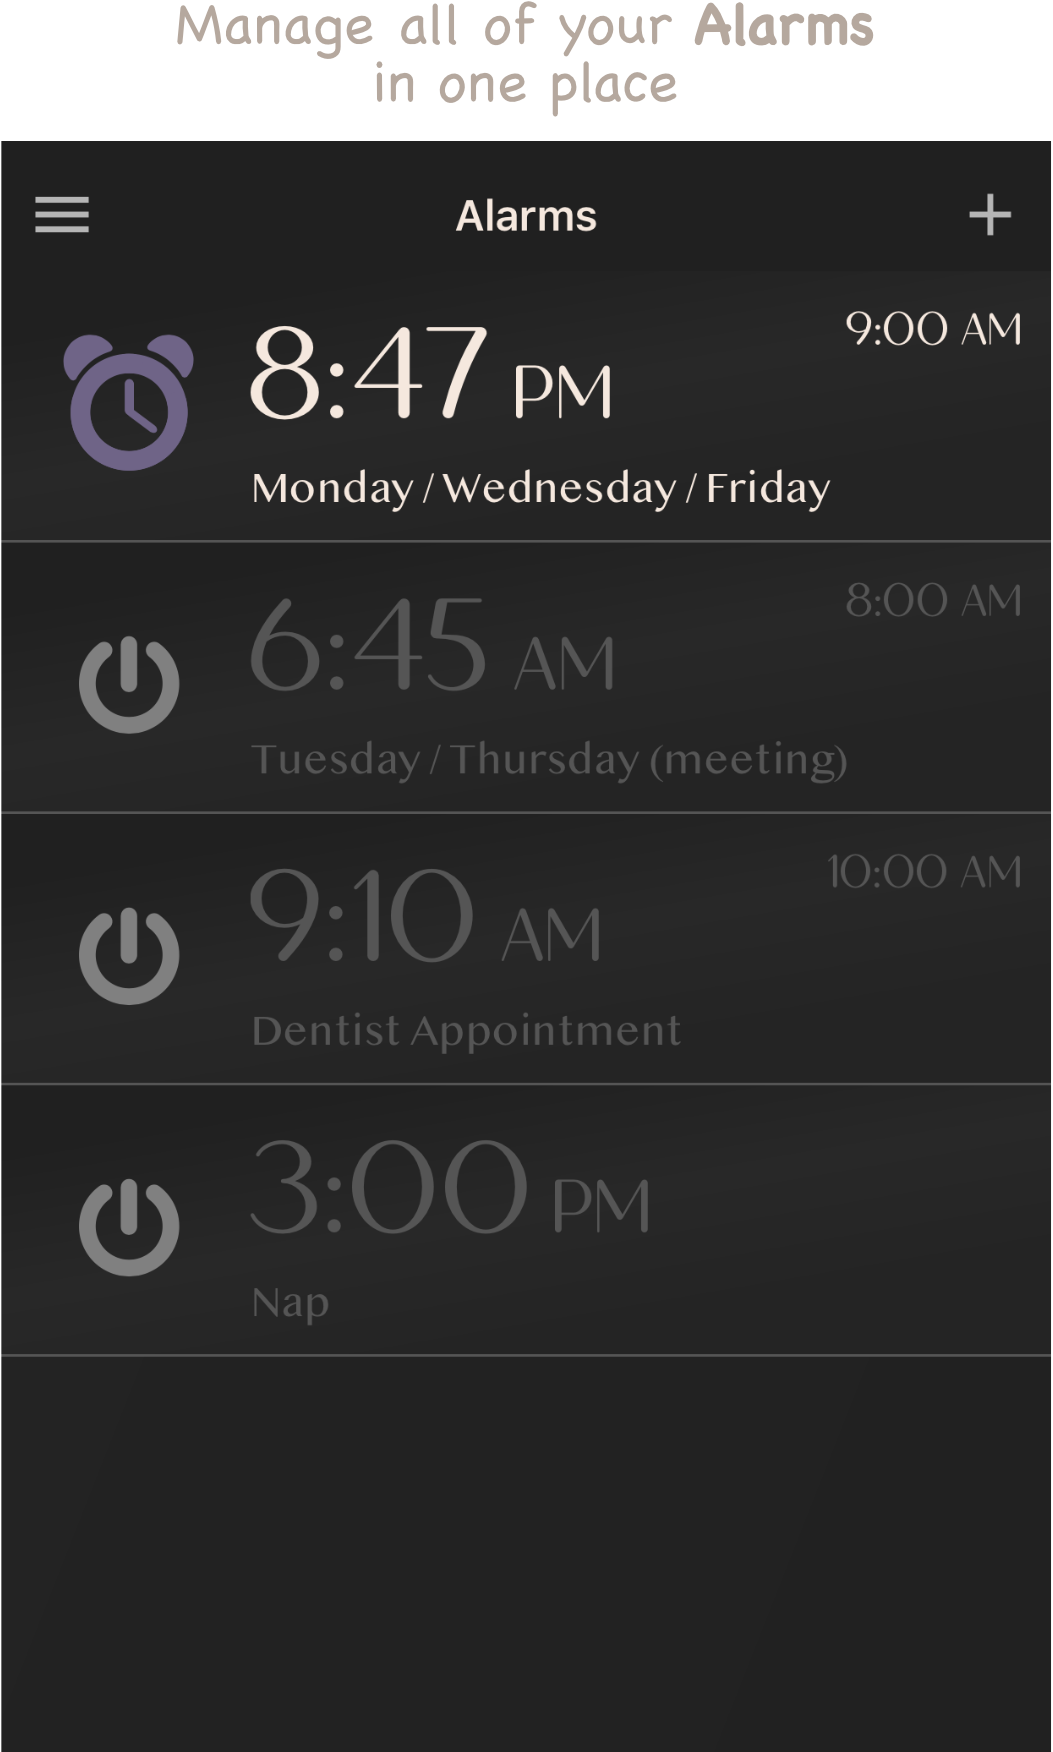 Manage all of your Alarms
in one place
Alarms
9:00 AM
8:47 PM
Monday / Wednesday / Friday
8:00 AM
6:45 AM
Tuesday / Thursday (meeting)
10:00 AM
9:10 AM
Dentist Appointment
3:00 PM
Nap